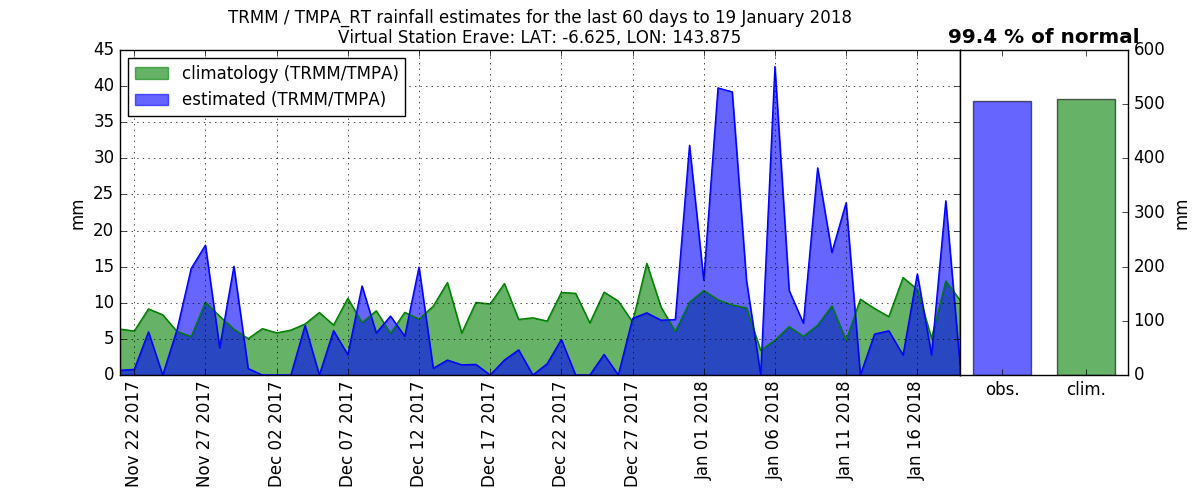 TRMM / TMPA_RT rainfall estimates for the last 60 days to 19 January 2018
Virtual Station Erave: LAT: -6.625, LON: 143.875
99.4 % of normal
climatology (TRMM/TMPA)
estimated (TRMM/TMPA)
45
40
35
30
25
20
15
10
5
0
mm
Nov 22 2017
Nov 27 2017
Dec 02 2017
Dec 07 2017
Dec 12 2017
Dec 17 2017
Dec 22 2017
Dec 27 2017
Jan 01 2018
Jan 06 2018
Jan 11 2018
Jan 16 2018
600
500
400
300
200
100
0
mm
obs.
clim.